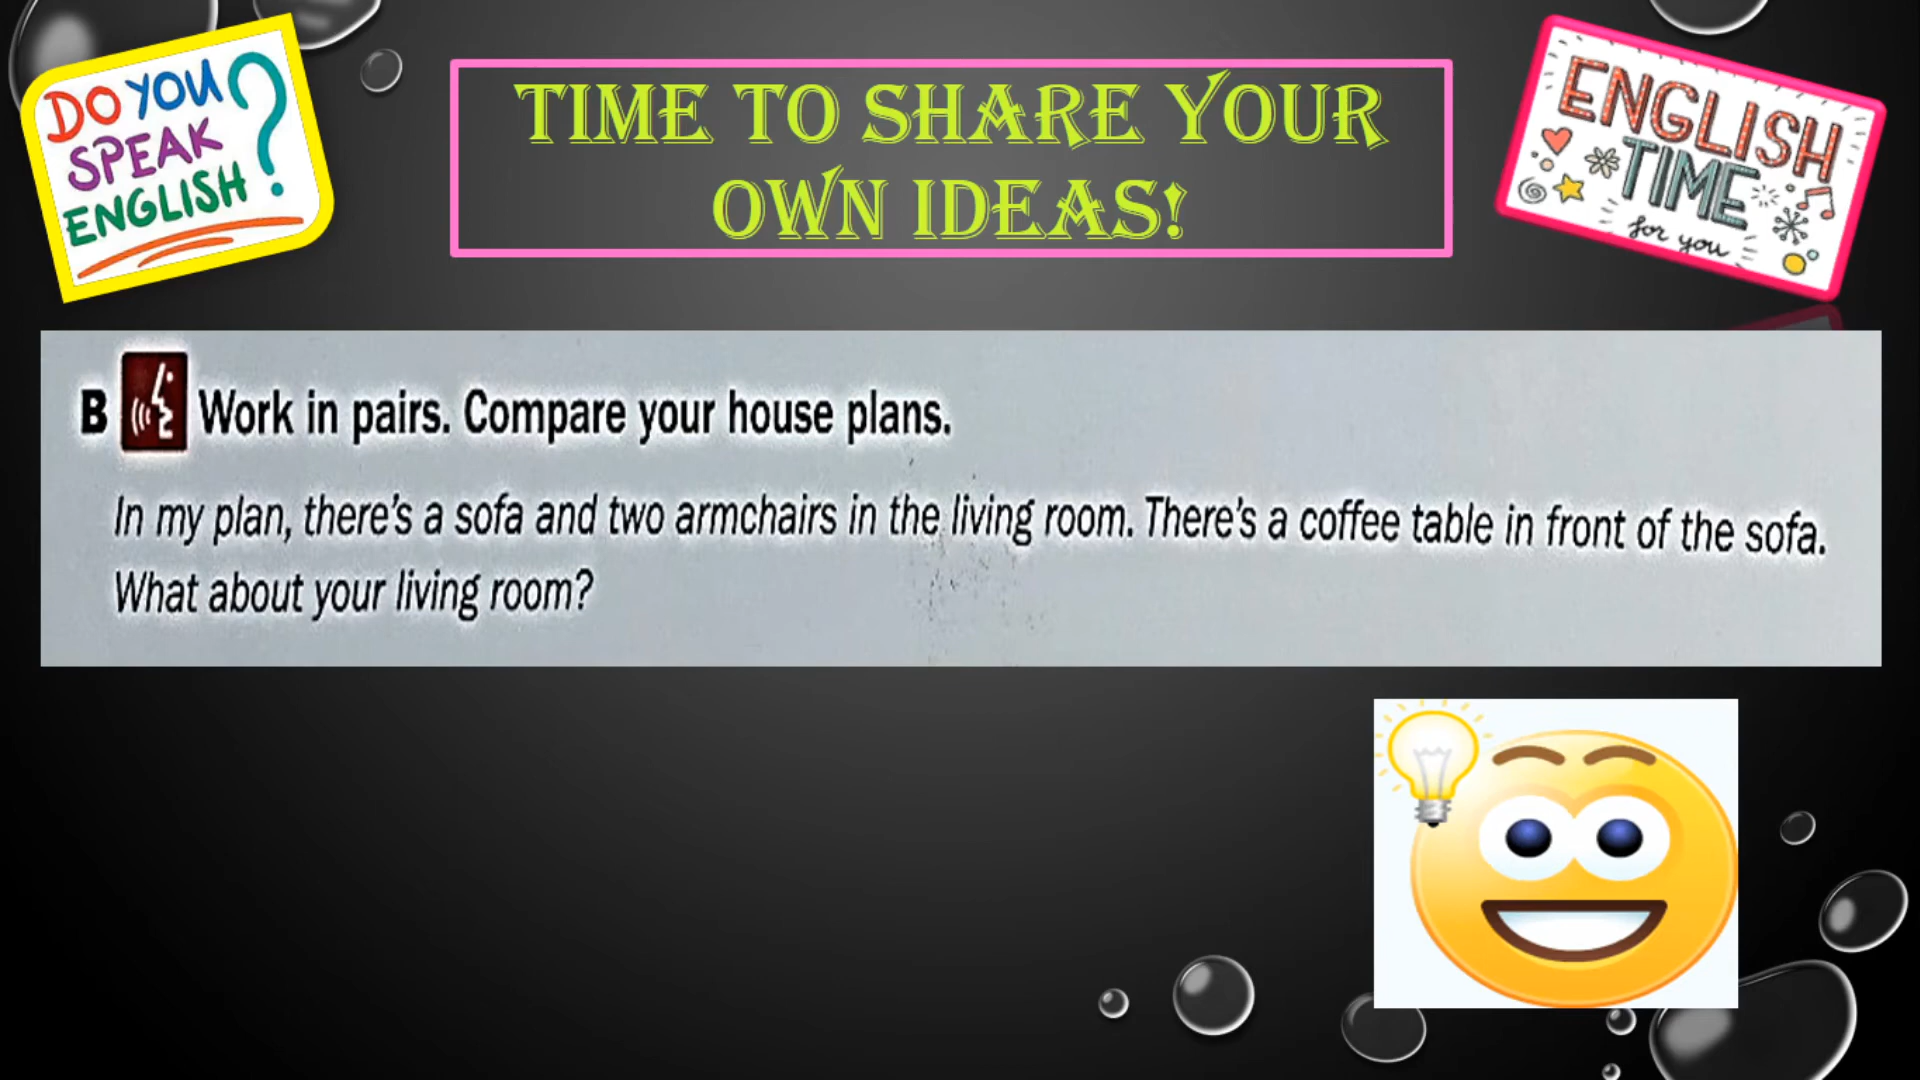 DO YOU
SPEAK
ENGLISH?
TIME TO SHARE YOUR
OWN IDEAS!
ENGLISH
TIME
for you
B Work in pairs. Compare your house plans.
In my plan, there's a sofa and two armchairs in the living room. There's a coffee table in front of the sofa.
What about your living room?